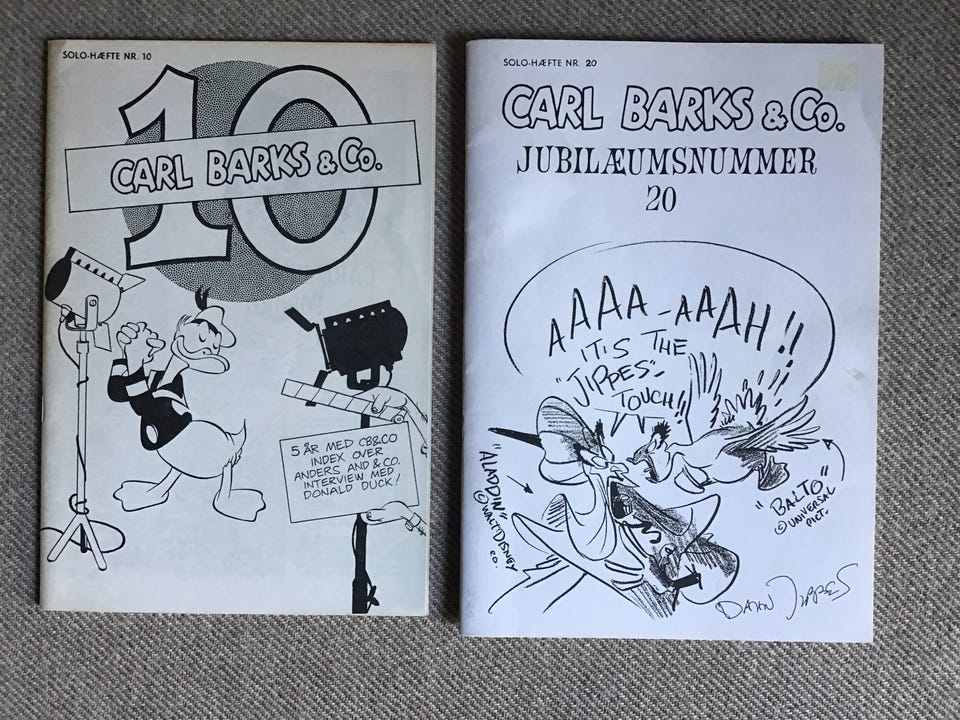 SOLO-HÆFTE NR. 10
10
CARL BARKS & Co.
5 ÅR MED CB&CO
INDEX OVER
ANDERS AND & CO.
INTERVIEW MED
DONALD DUCK!
SOLO-HÆFTE NR. 20
CARL BARKS & Co.
JUBILÆUMSNUMMER
20
AAAA-AAAH!!
IT'S THE
"JIPPES"-
TOUCH!!
"ALADDIN"
© WALT DISNEY
CO.
"BALTO"
© UNIVERSAL
PICT.
DAAN JIPPES